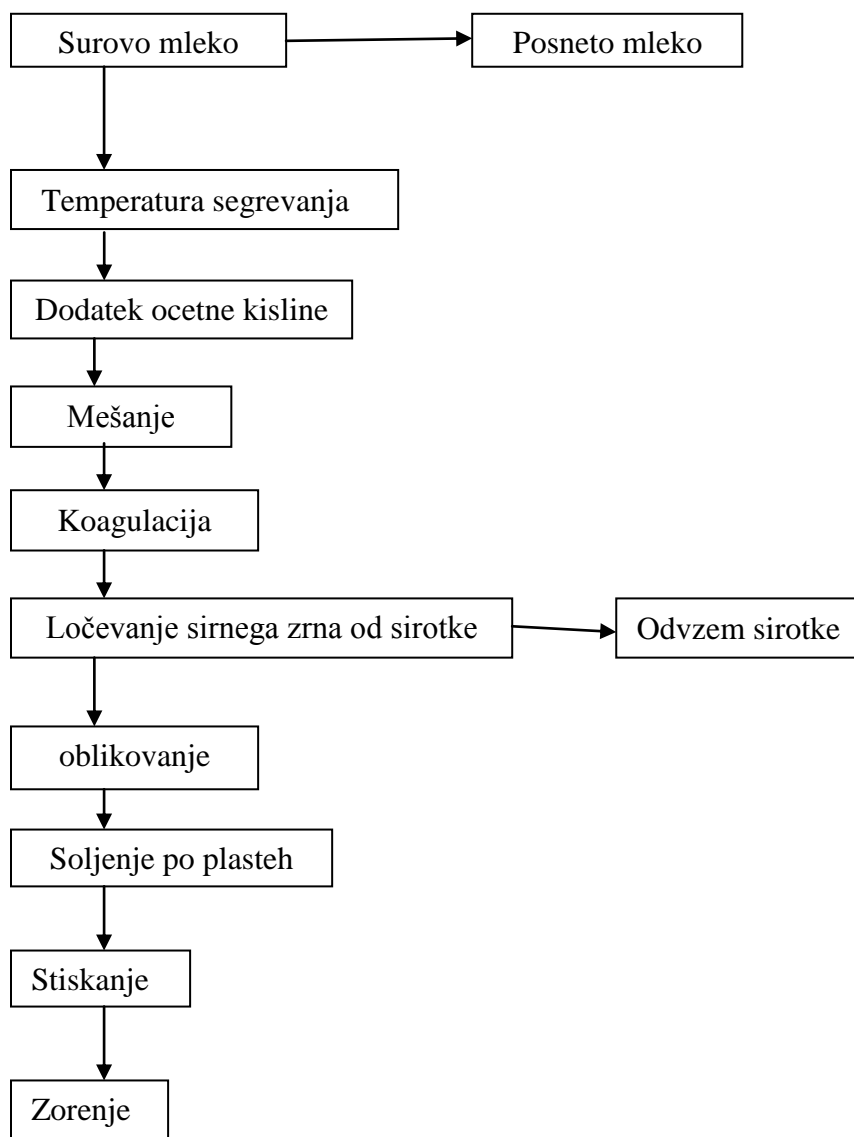 Surovo mleko
Posneto mleko
Temperatura segrevanja
Dodatek ocetne kisline
Mešanje
Koagulacija
Ločevanje sirnega zrna od sirotke
Odvzem sirotke
oblikovanje
Soljenje po plasteh
Stiskanje
Zorenje